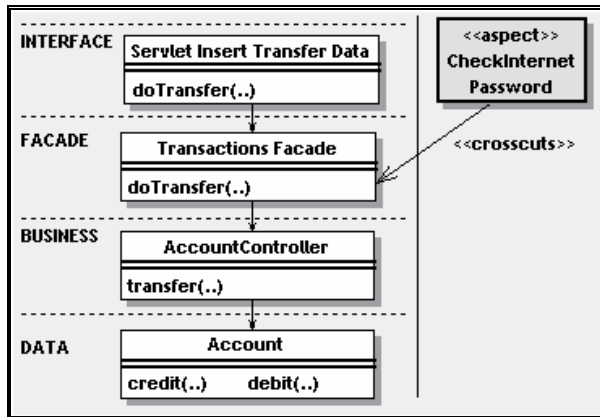 INTERFACE
Servlet Insert Transfer Data
doTransfer(..)
<<aspect>>
CheckInternet
Password
FACADE
Transactions Facade
doTransfer(..)
<<crosscuts>>
BUSINESS
AccountController
transfer(..)
DATA
Account
credit(..) debit(..)